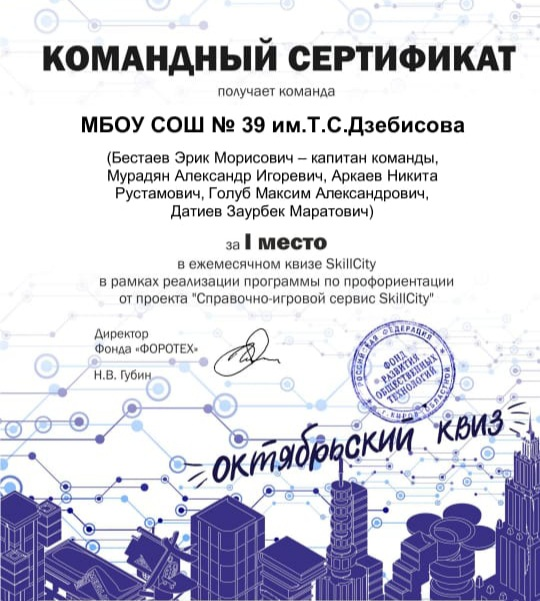 КОМАНДНЫЙ СЕРТИФИКАТ
получает команда
МБОУ СОШ № 39 им.Т.С.Дзебисова
(Бестаев Эрик Морисович – капитан команды,
Мурадян Александр Игоревич, Аркаев Никита
Рустамович, Голуб Максим Александрович,
Датиев Заурбек Маратович)
за I место
в ежемесячном квизе SkillCity
в рамках реализации программы по профориентации
от проекта "Справочно-игровой сервис SkillCity"
Директор
Фонда «ФОРОТЕХ»
Н.В. Губин
РОССИЙСКАЯ ФЕДЕРАЦИЯ
ФОНД
РАЗВИТИЯ
ОБЩЕСТВЕННЫХ
ТЕХНОЛОГИЙ
ОКТЯБРЬСКИЙ КВИЗ